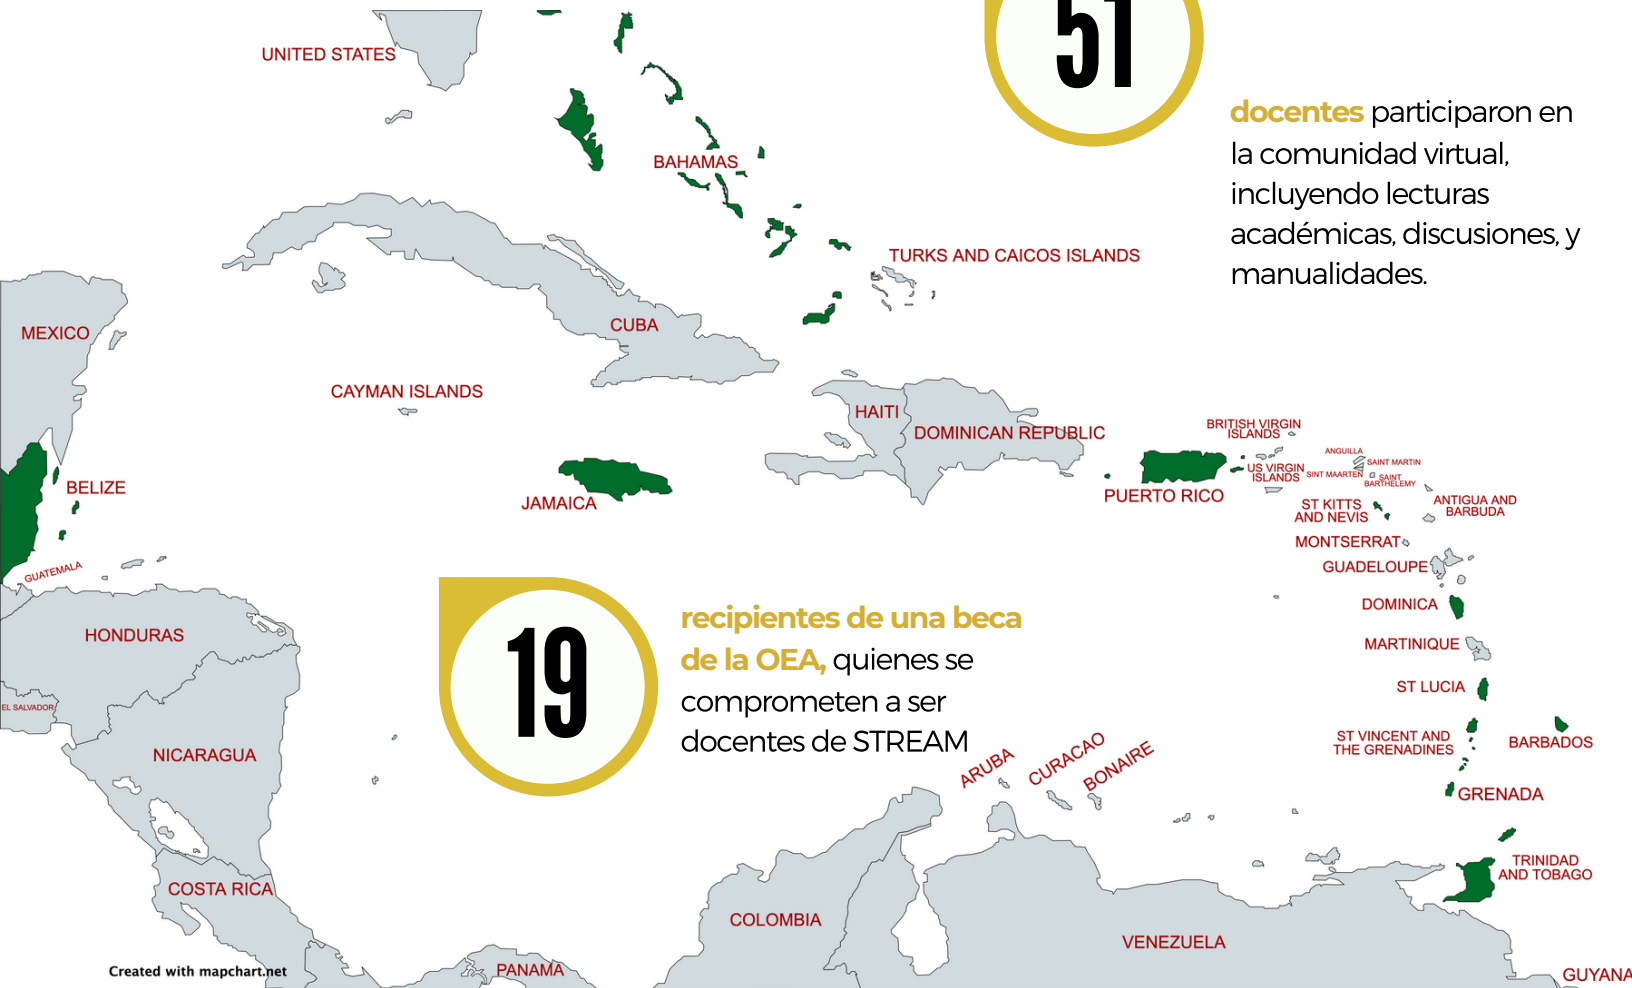 51
UNITED STATES
docentes participaron en
la comunidad virtual,
incluyendo lecturas
académicas, discusiones, y
manualidades.
BAHAMAS
TURKS AND CAICOS ISLANDS
MEXICO
CUBA
CAYMAN ISLANDS
HAITI
DOMINICAN REPUBLIC
BRITISH VIRGIN
ISLANDS
ANGUILLA
SAINT MARTIN
US VIRGIN
ISLANDS
SINT MAARTEN
SAINT
BARTHELEMY
BELIZE
JAMAICA
PUERTO RICO
ST KITTS
AND NEVIS
ANTIGUA AND
BARBUDA
MONTSERRAT
GUADELOUPE
GUATEMALA
DOMINICA
HONDURAS
19
recipientes de una beca
de la OEA, quienes se
comprometen a ser
docentes de STREAM
MARTINIQUE
ST LUCIA
EL SALVADOR
NICARAGUA
ST VINCENT AND
THE GRENADINES
BARBADOS
ARUBA
CURACAO
BONAIRE
GRENADA
TRINIDAD
AND TOBAGO
COSTA RICA
COLOMBIA
VENEZUELA
Created with mapchart.net
PANAMA
GUYANA